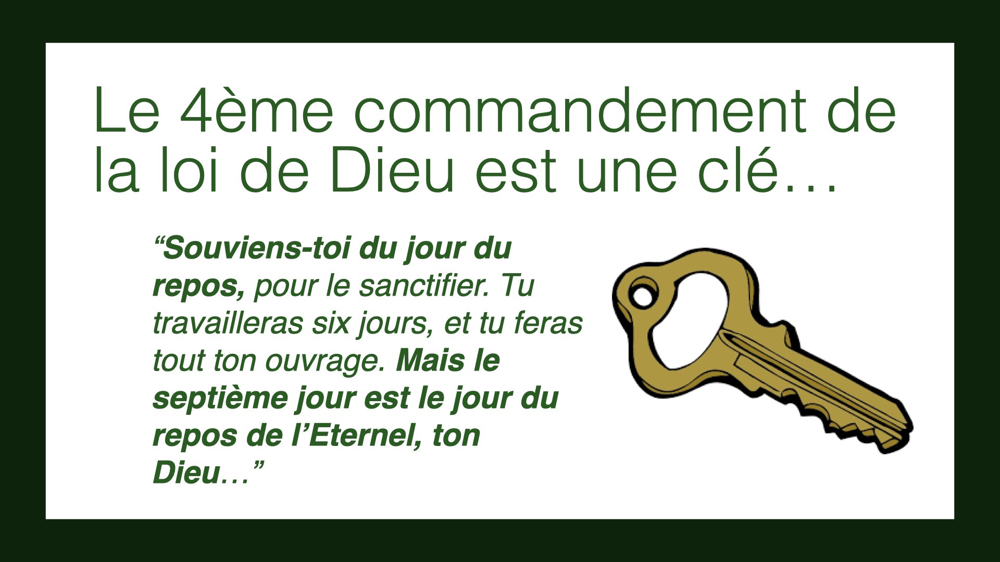 Le 4ème commandement de
la loi de Dieu est une clé…
“Souviens-toi du jour du
repos, pour le sanctifier. Tu
travailleras six jours, et tu feras
tout ton ouvrage. Mais le
septième jour est le jour du
repos de l’Eternel, ton
Dieu…”